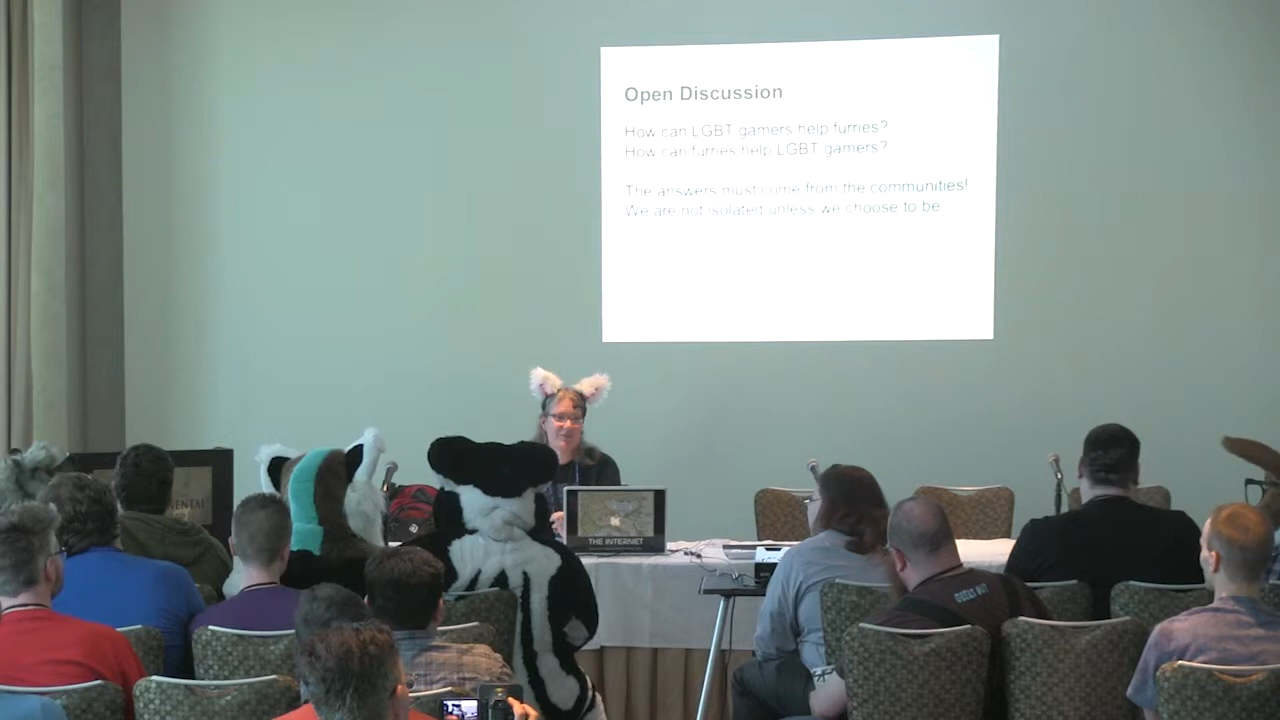 Open Discussion
How can LGBT gamers help furries?
How can furries help LGBT gamers?
The answers must come from the communities!
We are not isolated unless we choose to be
THE INTERNET